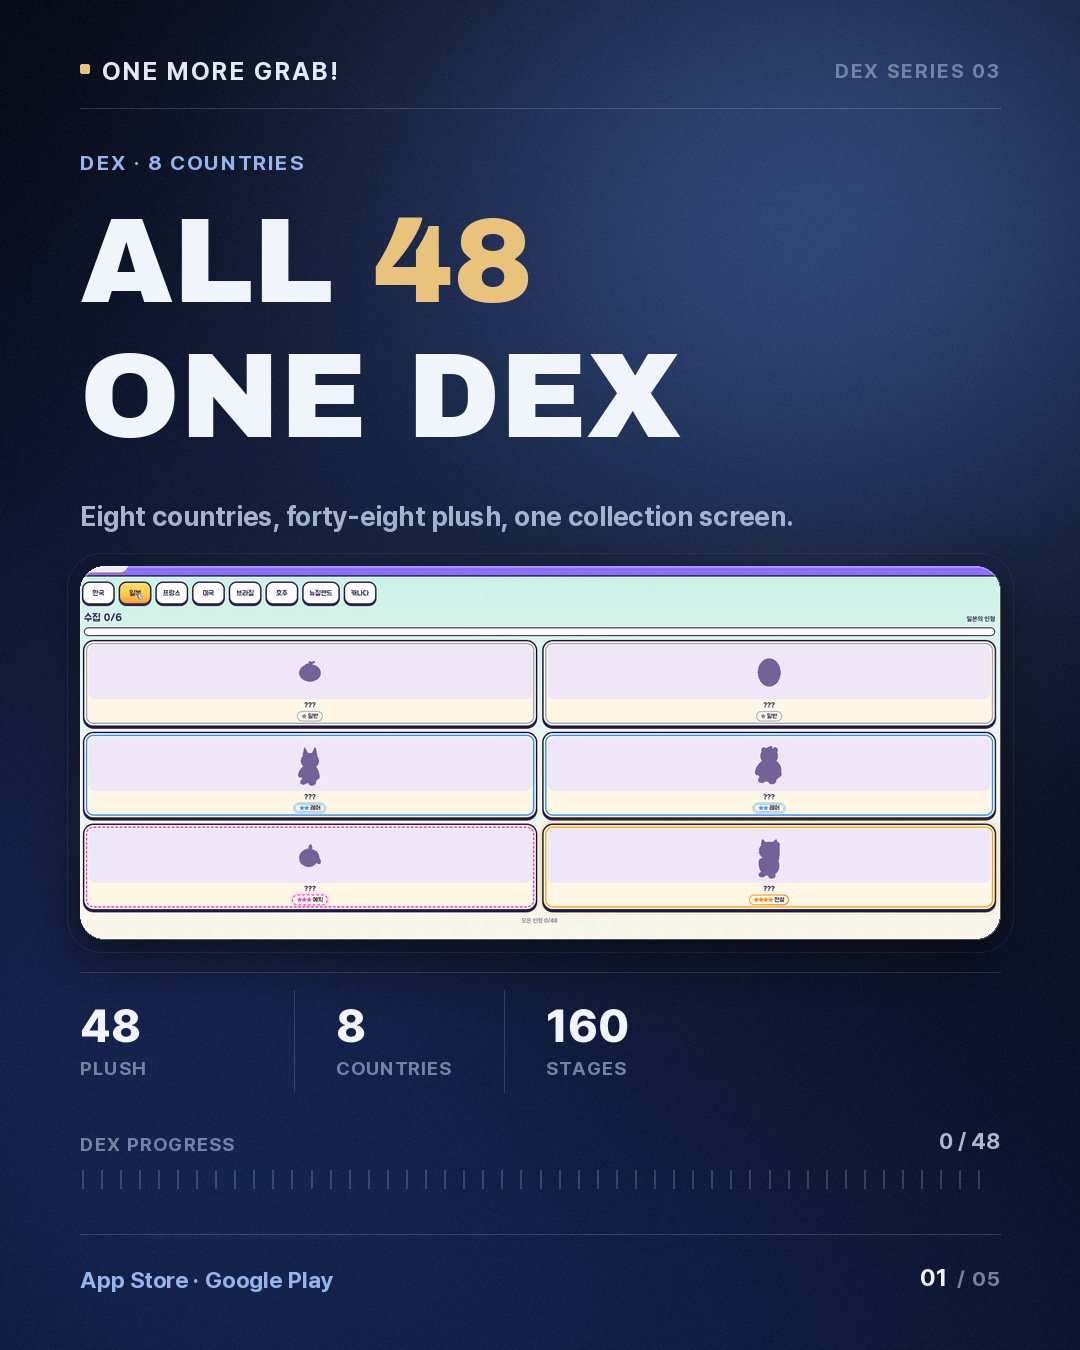 ONE MORE GRAB!
DEX SERIES 03
DEX · 8 COUNTRIES
ALL 48
ONE DEX
Eight countries, forty-eight plush, one collection screen.
한국 일본 프랑스 미국 브라질 호주 뉴질랜드 캐나다
수집 0/6
일본의 인형
???
★ 일반
???
★ 일반
???
★★ 레어
???
★★ 레어
???
★★★ 에픽
???
★★★★ 전설
모은 인형 0/48
48
PLUSH
8
COUNTRIES
160
STAGES
DEX PROGRESS
0 / 48
App Store · Google Play
01 / 05